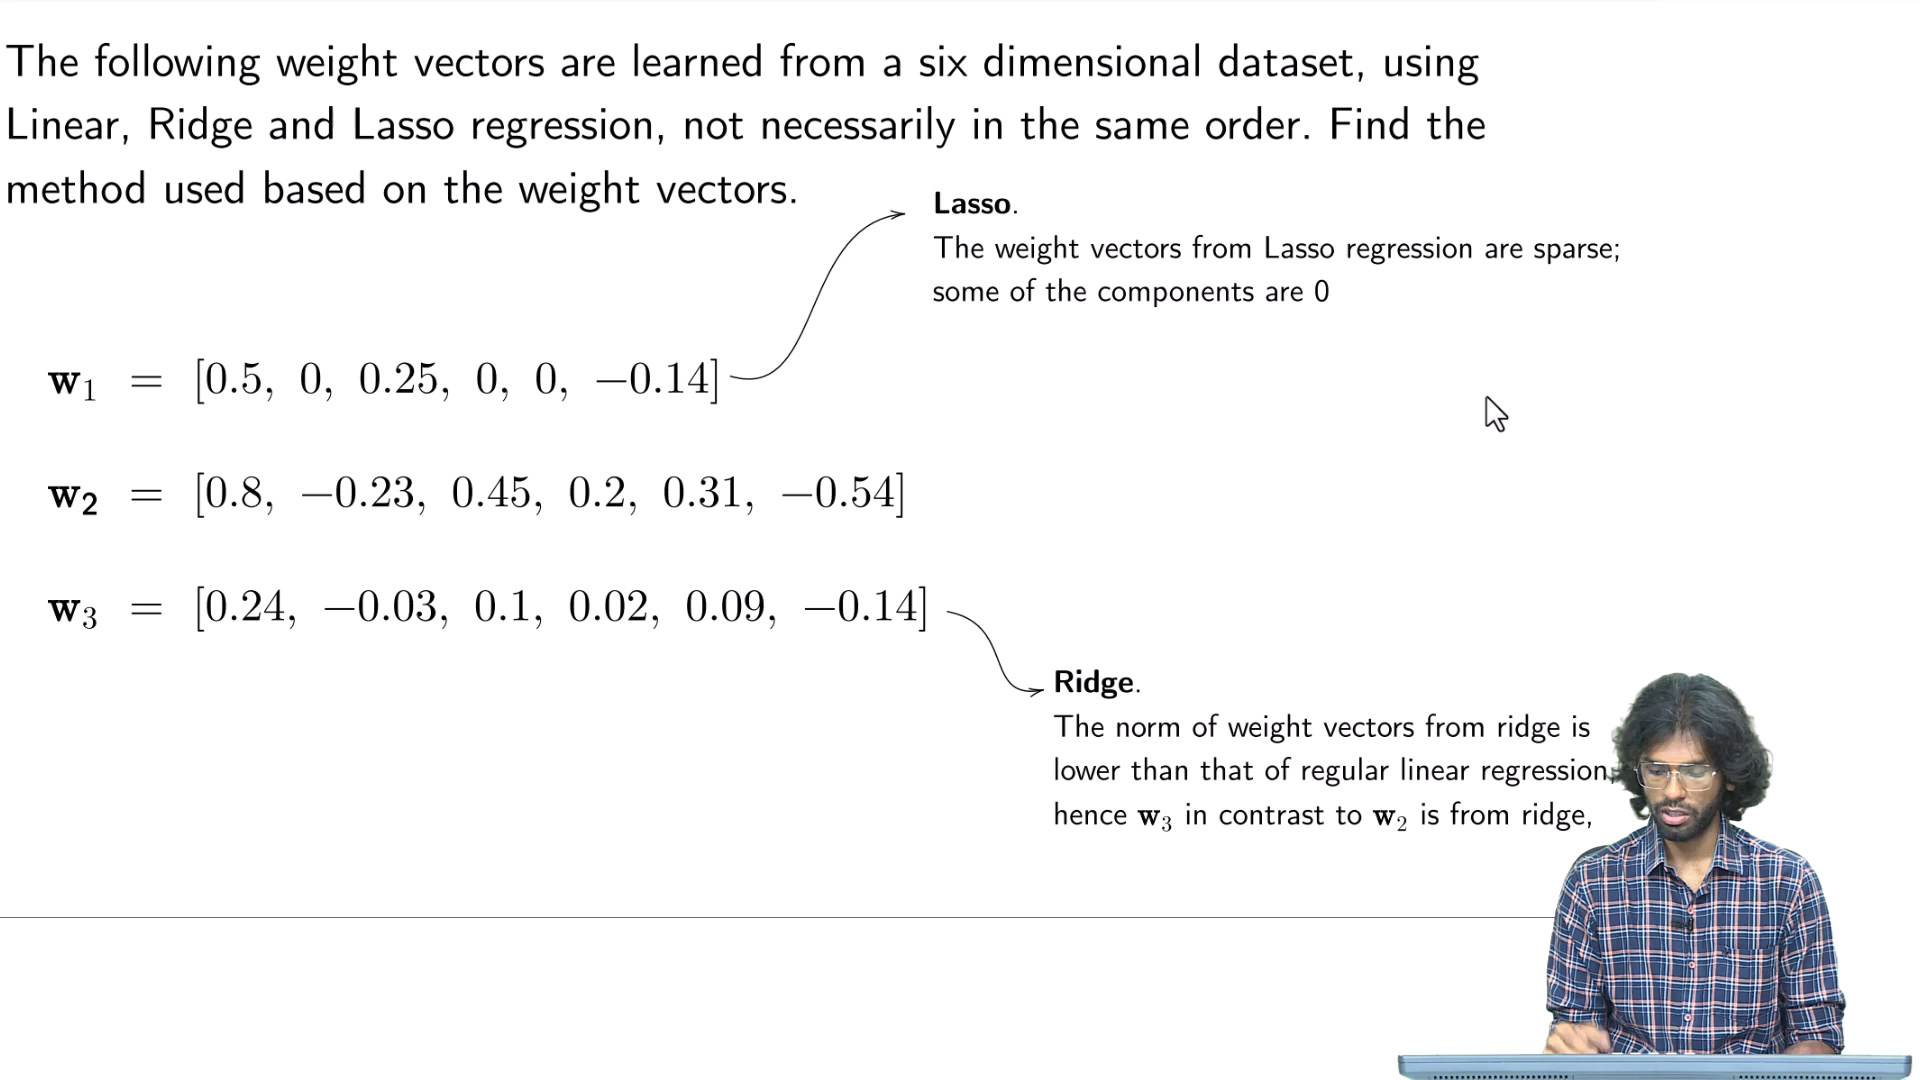 The following weight vectors are learned from a six dimensional dataset, using
Linear, Ridge and Lasso regression, not necessarily in the same order. Find the
method used based on the weight vectors.
Lasso.
The weight vectors from Lasso regression are sparse;
some of the components are 0
w₁ = [0.5, 0, 0.25, 0, 0, −0.14]
w₂ = [0.8, −0.23, 0.45, 0.2, 0.31, −0.54]
w₃ = [0.24, −0.03, 0.1, 0.02, 0.09, −0.14]
Ridge.
The norm of weight vectors from ridge is
lower than that of regular linear regression,
hence w₃ in contrast to w₂ is from ridge,